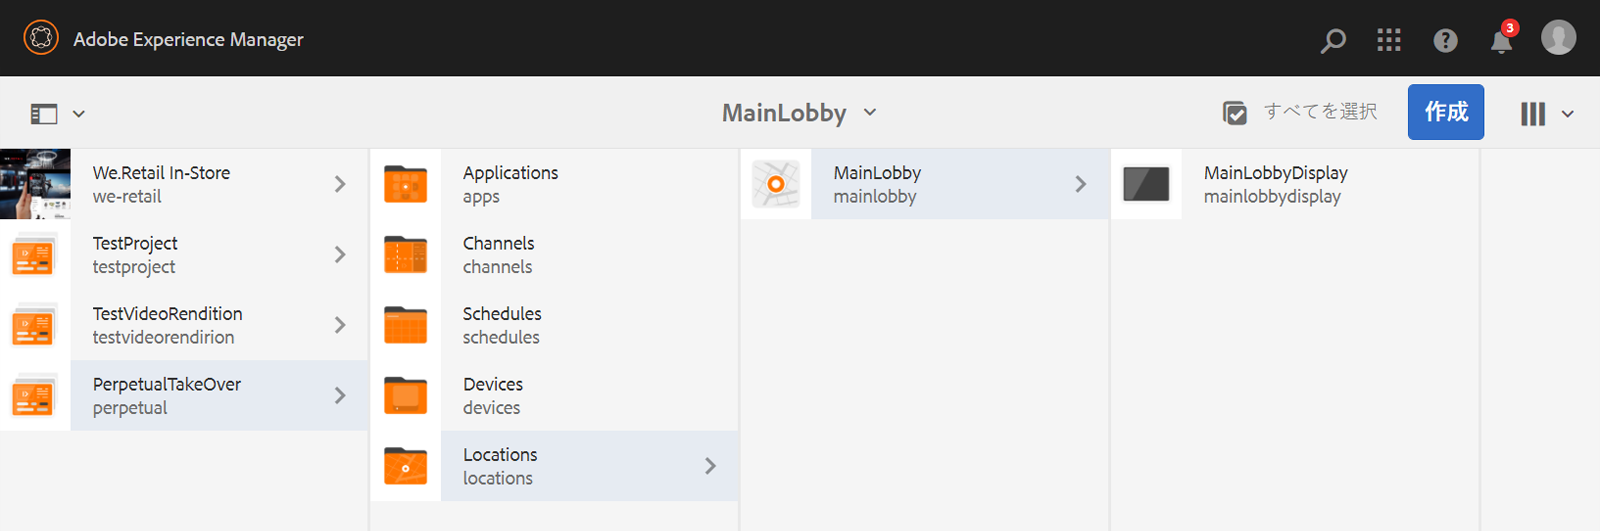 Adobe Experience Manager
3
MainLobby
すべてを選択
作成
We.Retail In-Store
we-retail
TestProject
testproject
TestVideoRendition
testvideorendirion
PerpetualTakeOver
perpetual
Applications
apps
Channels
channels
Schedules
schedules
Devices
devices
Locations
locations
MainLobby
mainlobby
MainLobbyDisplay
mainlobbydisplay